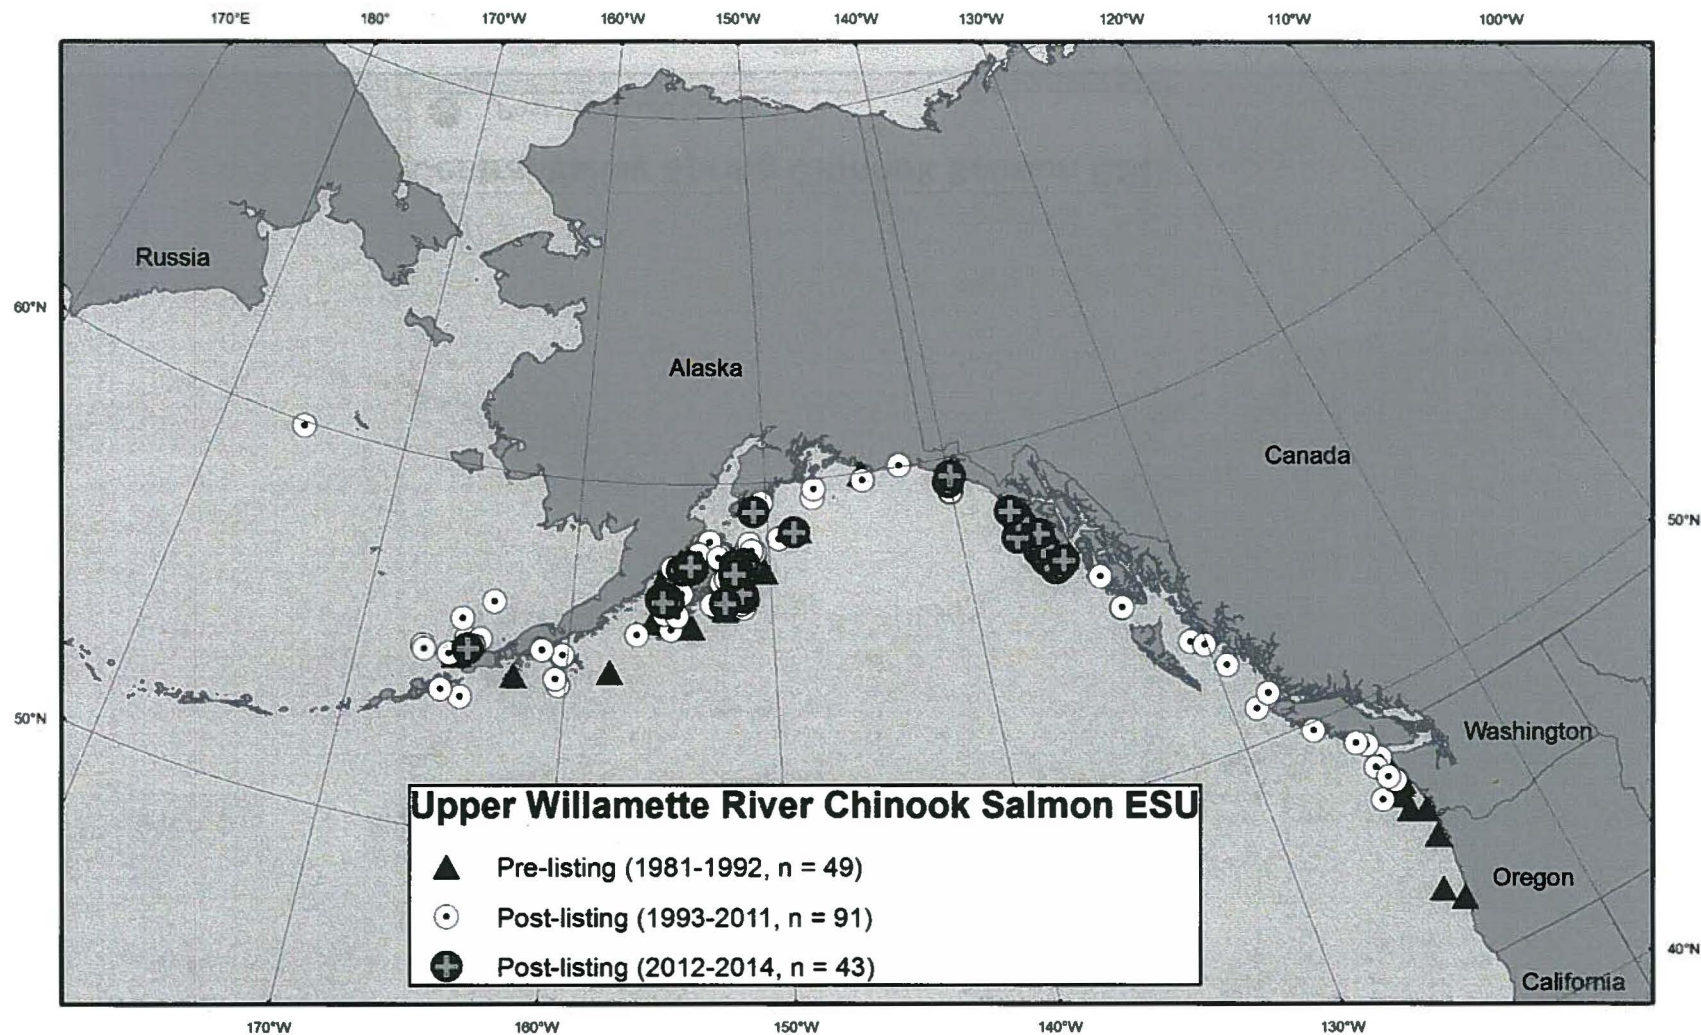 170°E 180° 170°W 160°W 150°W 140°W 130°W 120°W 110°W 100°W
Russia
60°N
Alaska
Canada
50°N
50°N
Washington
Upper Willamette River Chinook Salmon ESU
Pre-listing (1981-1992, n = 49)
Oregon
Post-listing (1993-2011, n = 91)
40°N
Post-listing (2012-2014, n = 43)
California
170°W 160°W 150°W 140°W 130°W